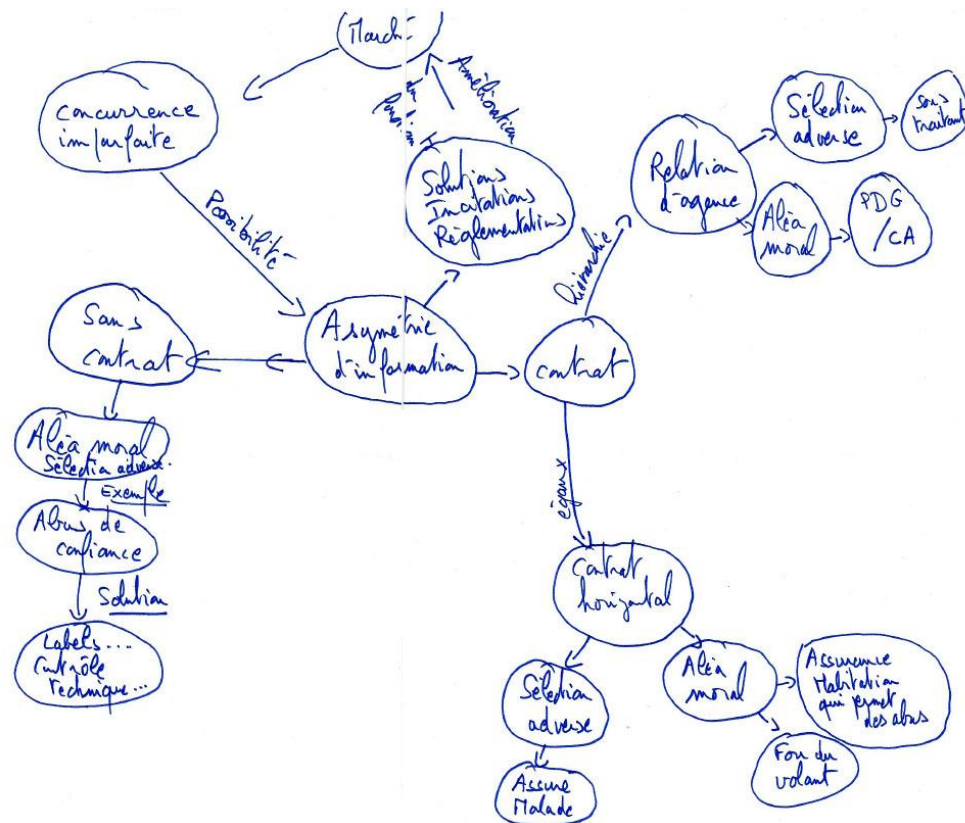 Marché
concurrence
imparfaite
Possibilité
Amélioration
Solutions
Incitations
Règlementations
Asymétrie
d'information
Sans
contrat
Aléa moral
Sélection adverse.
Exemple
Abus de
confiance
Solution
Labels...
Contrôle
technique...
contrat
hiérarchie
Relation
d'agence
Sélection
adverse
Sous
traitant
Aléa
moral
PDG
/CA
égaux
Contrat
horizontal
Sélection
adverse
Assuré
Malade
Aléa
moral
Assurence
Habitation
qui permet
des abus
Fou du
volant